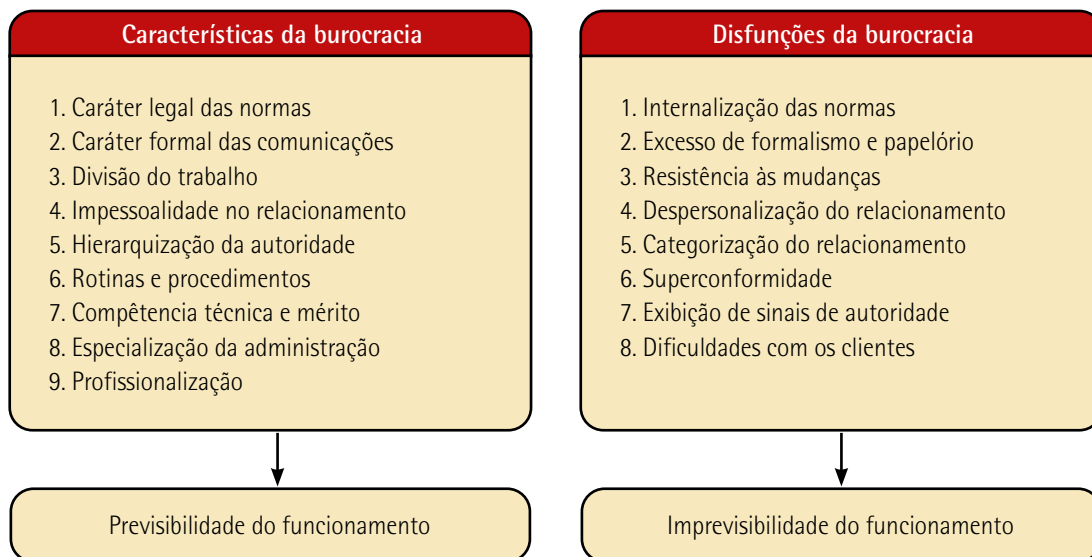 Características da burocracia
1. Caráter legal das normas
2. Caráter formal das comunicações
3. Divisão do trabalho
4. Impessoalidade no relacionamento
5. Hierarquização da autoridade
6. Rotinas e procedimentos
7. Compêtencia técnica e mérito
8. Especialização da administração
9. Profissionalização
Previsibilidade do funcionamento
Disfunções da burocracia
1. Internalização das normas
2. Excesso de formalismo e papelório
3. Resistência às mudanças
4. Despersonalização do relacionamento
5. Categorização do relacionamento
6. Superconformidade
7. Exibição de sinais de autoridade
8. Dificuldades com os clientes
Imprevisibilidade do funcionamento